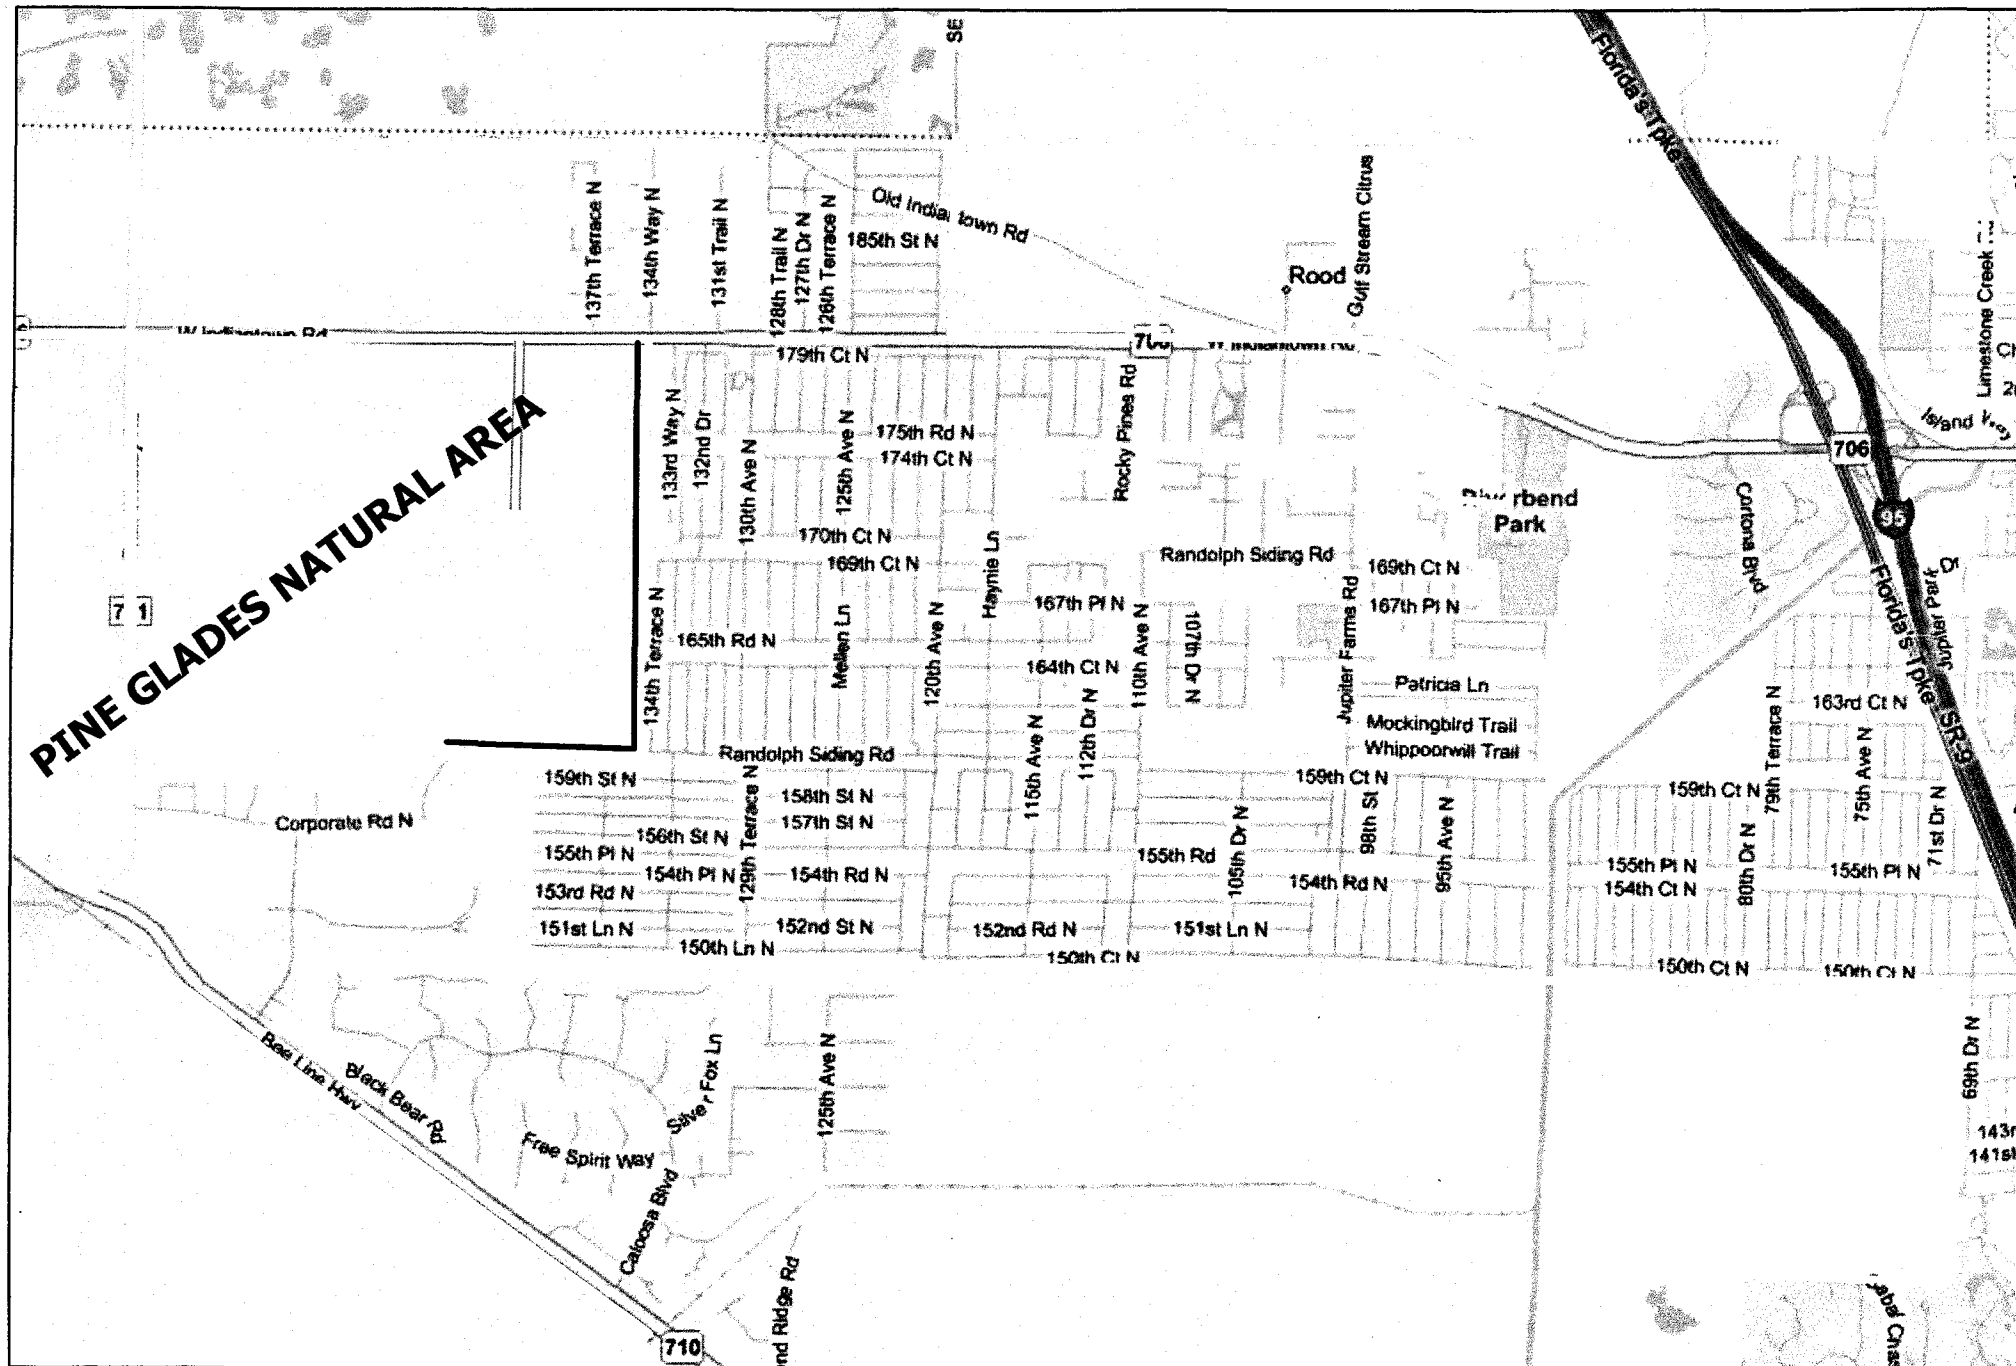 SE
Florida's Tpke
137th Terrace N
134th Way N
131st Trail N
128th Trail N
127th Dr N
126th Terrace N
Old Indiantown Rd
185th St N
Rood
Gulf Stream Citrus
Limestone Creek Rd
W Indiantown Rd
179th Ct N
W Indiantown Rd
Island Way
706
133rd Way N
132nd Dr
130th Ave N
125th Ave N
175th Rd N
174th Ct N
Rocky Pines Rd
PINE GLADES NATURAL AREA
Riverbend
Park
Cortona Blvd
95
170th Ct N
169th Ct N
Haynie Ln
Randolph Siding Rd
169th Ct N
167th Pl N
167th Pl N
Jupiter Park Dr
Florida's Tpke
SR-9
7 1
134th Terrace N
165th Rd N
Mellen Ln
120th Ave N
164th Ct N
110th Ave N
107th Dr N
Jupiter Farms Rd
Patricia Ln
Mockingbird Trail
Whippoorwill Trail
79th Terrace N
163rd Ct N
75th Ave N
Randolph Siding Rd
115th Ave N
112th Dr N
159th St N
158th St N
157th St N
156th St N
155th Pl N
154th Pl N
153rd Rd N
151st Ln N
150th Ln N
129th Terrace N
154th Rd N
152nd St N
152nd Rd N
150th Ct N
155th Rd
151st Ln N
105th Dr N
159th Ct N
98th St N
95th Ave N
154th Rd N
159th Ct N
155th Pl N
154th Ct N
150th Ct N
80th Dr N
155th Pl N
71st Dr N
150th Ct N
Corporate Rd N
Bee Line Hwy
Black Bear Rd
Free Spirit Way
Silver Fox Ln
125th Ave N
Caloosa Blvd
69th Dr N
141st
710